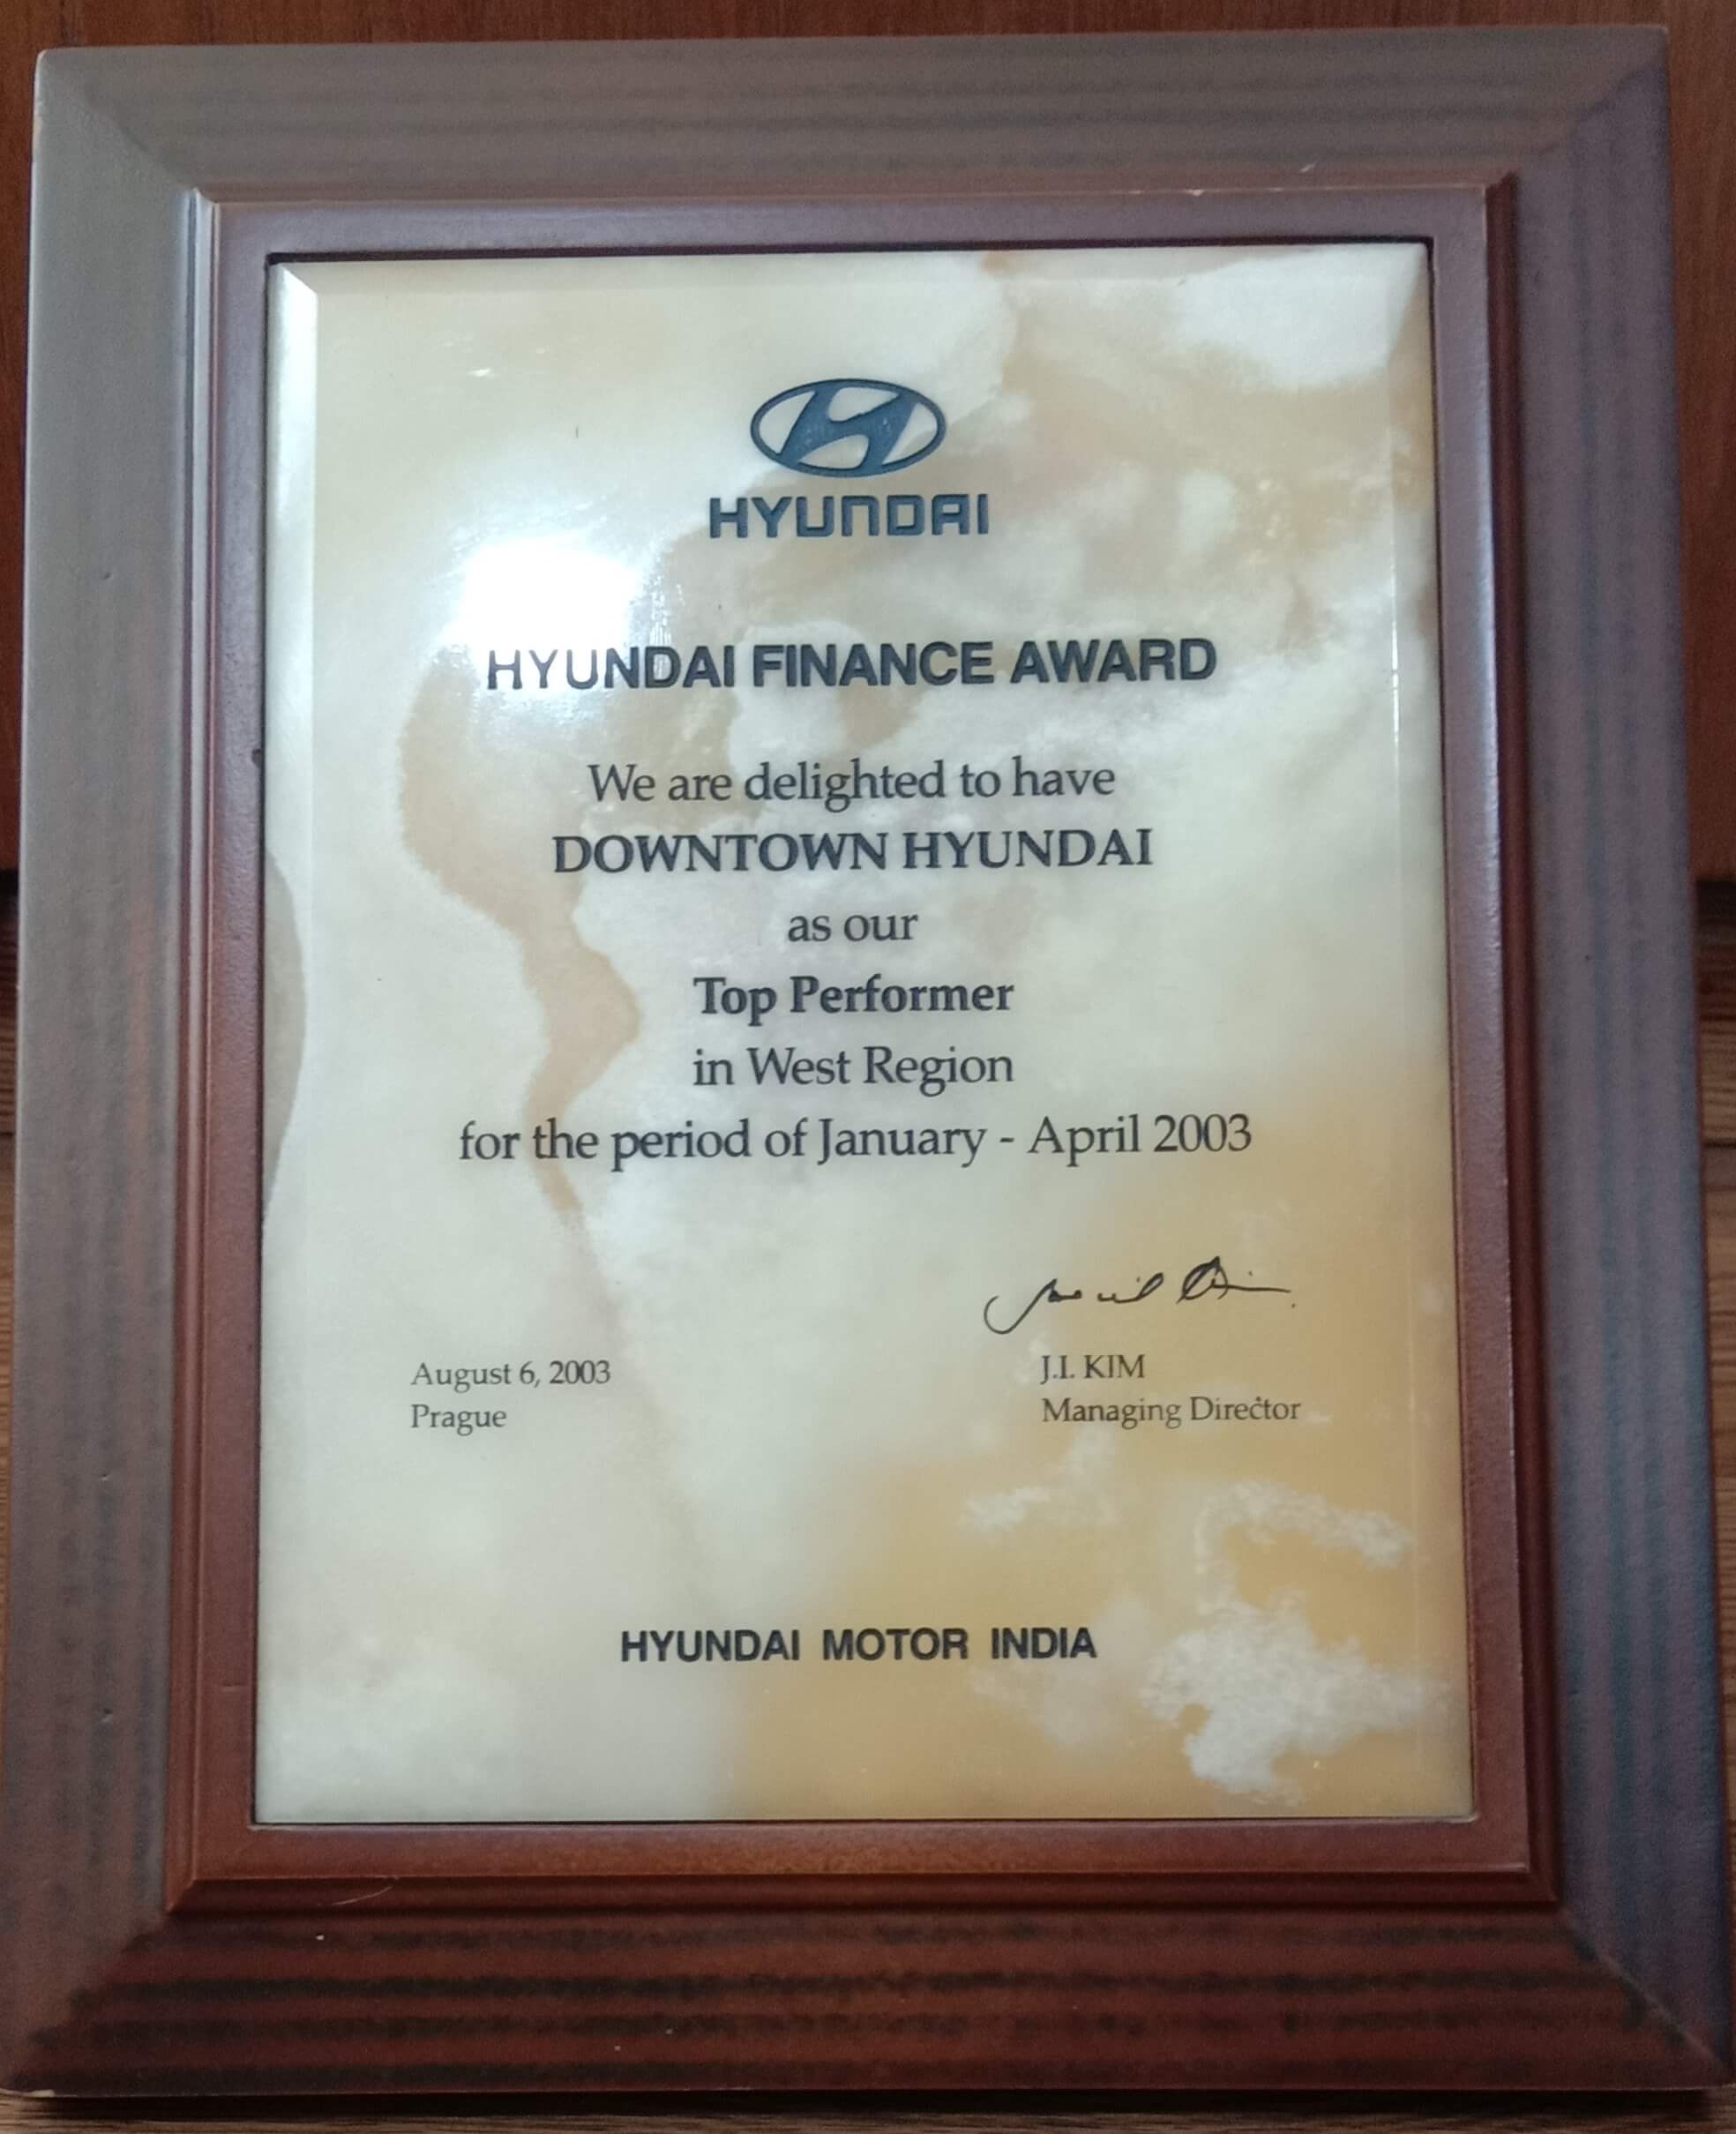 HYUNDAI
HYUNDAI FINANCE AWARD
We are delighted to have
DOWNTOWN HYUNDAI
as our
Top Performer
in West Region
for the period of January - April 2003
August 6, 2003
Prague
J.I. KIM
Managing Director
HYUNDAI MOTOR INDIA